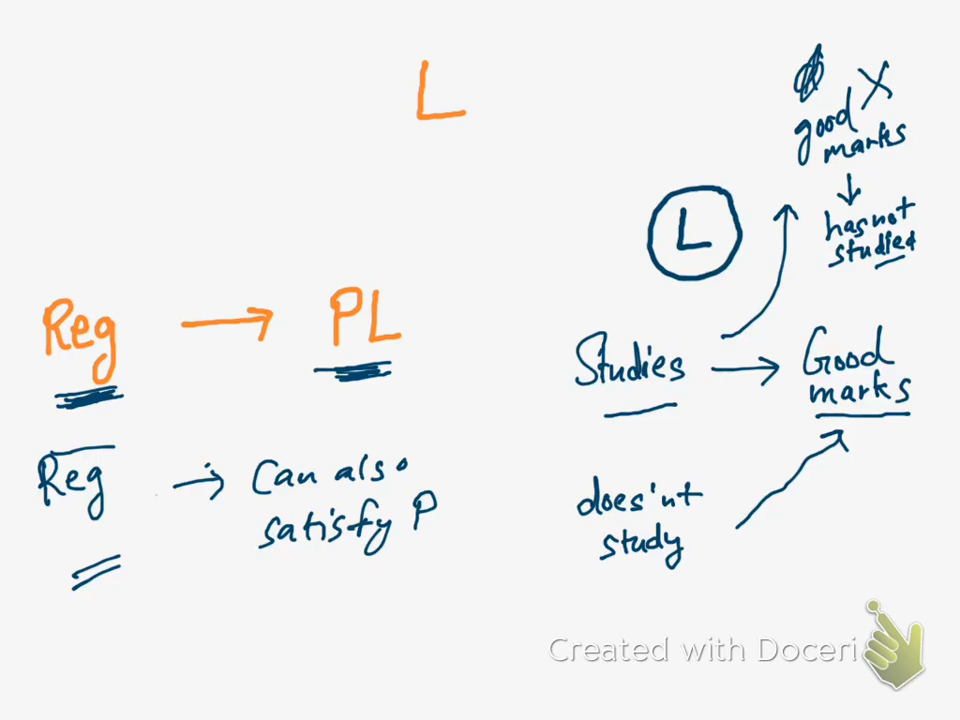 L
X
good
marks
has not
studied
L
Reg → PL
Studies → Good
marks
Reg → Can also
satisfy P
does'nt
study
Created with Doceri